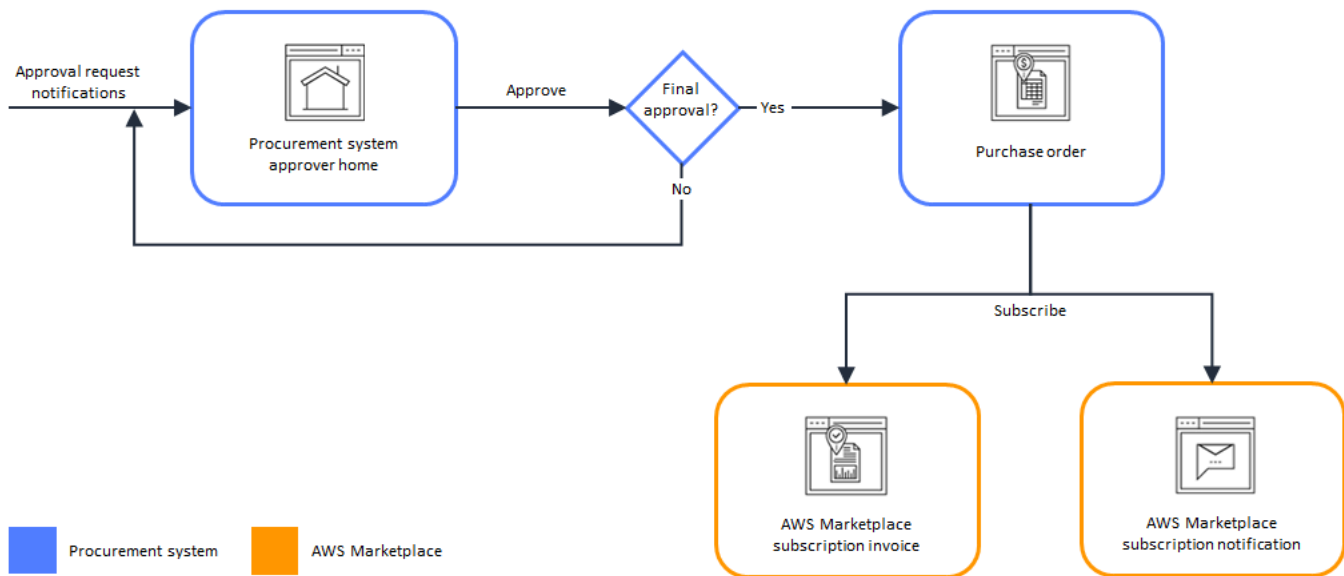 Approval request
notifications
Procurement system
approver home
Approve
Final
approval?
Yes
No
$
Purchase order
Subscribe
AWS Marketplace
subscription invoice
AWS Marketplace
subscription notification
Procurement system
AWS Marketplace